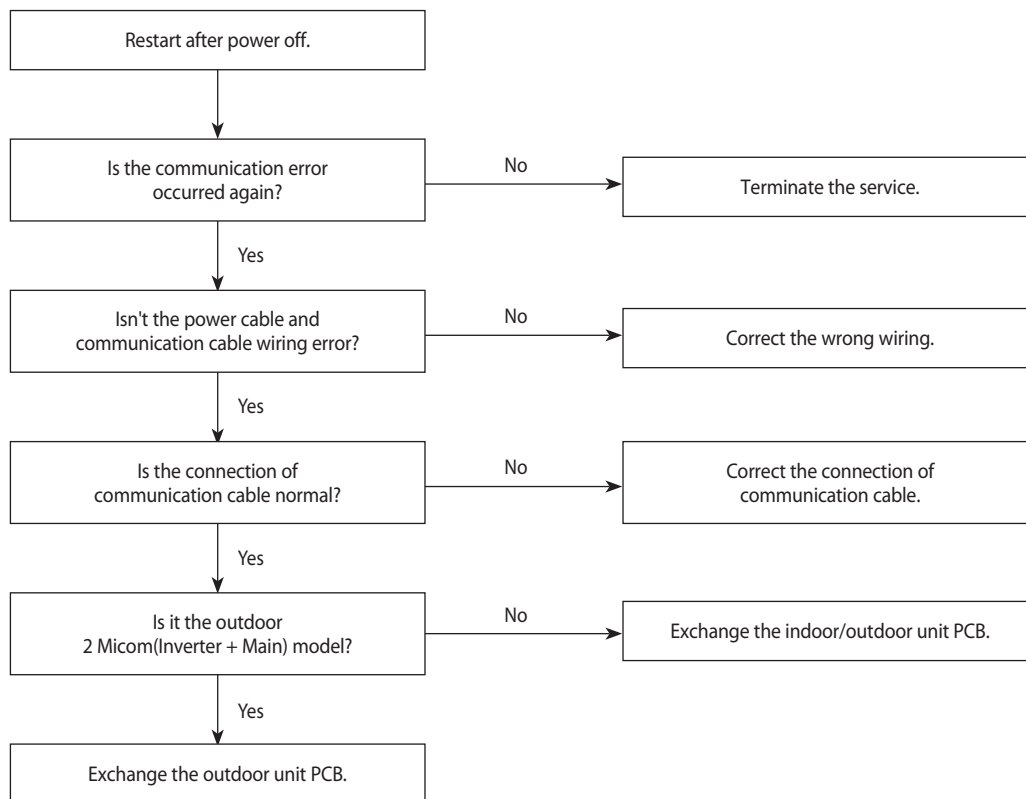 Restart after power off.
Is the communication error
occurred again?
No
Terminate the service.
Yes
Isn't the power cable and
communication cable wiring error?
No
Correct the wrong wiring.
Yes
Is the connection of
communication cable normal?
No
Correct the connection of
communication cable.
Yes
Is it the outdoor
2 Micom(Inverter + Main) model?
No
Exchange the indoor/outdoor unit PCB.
Yes
Exchange the outdoor unit PCB.